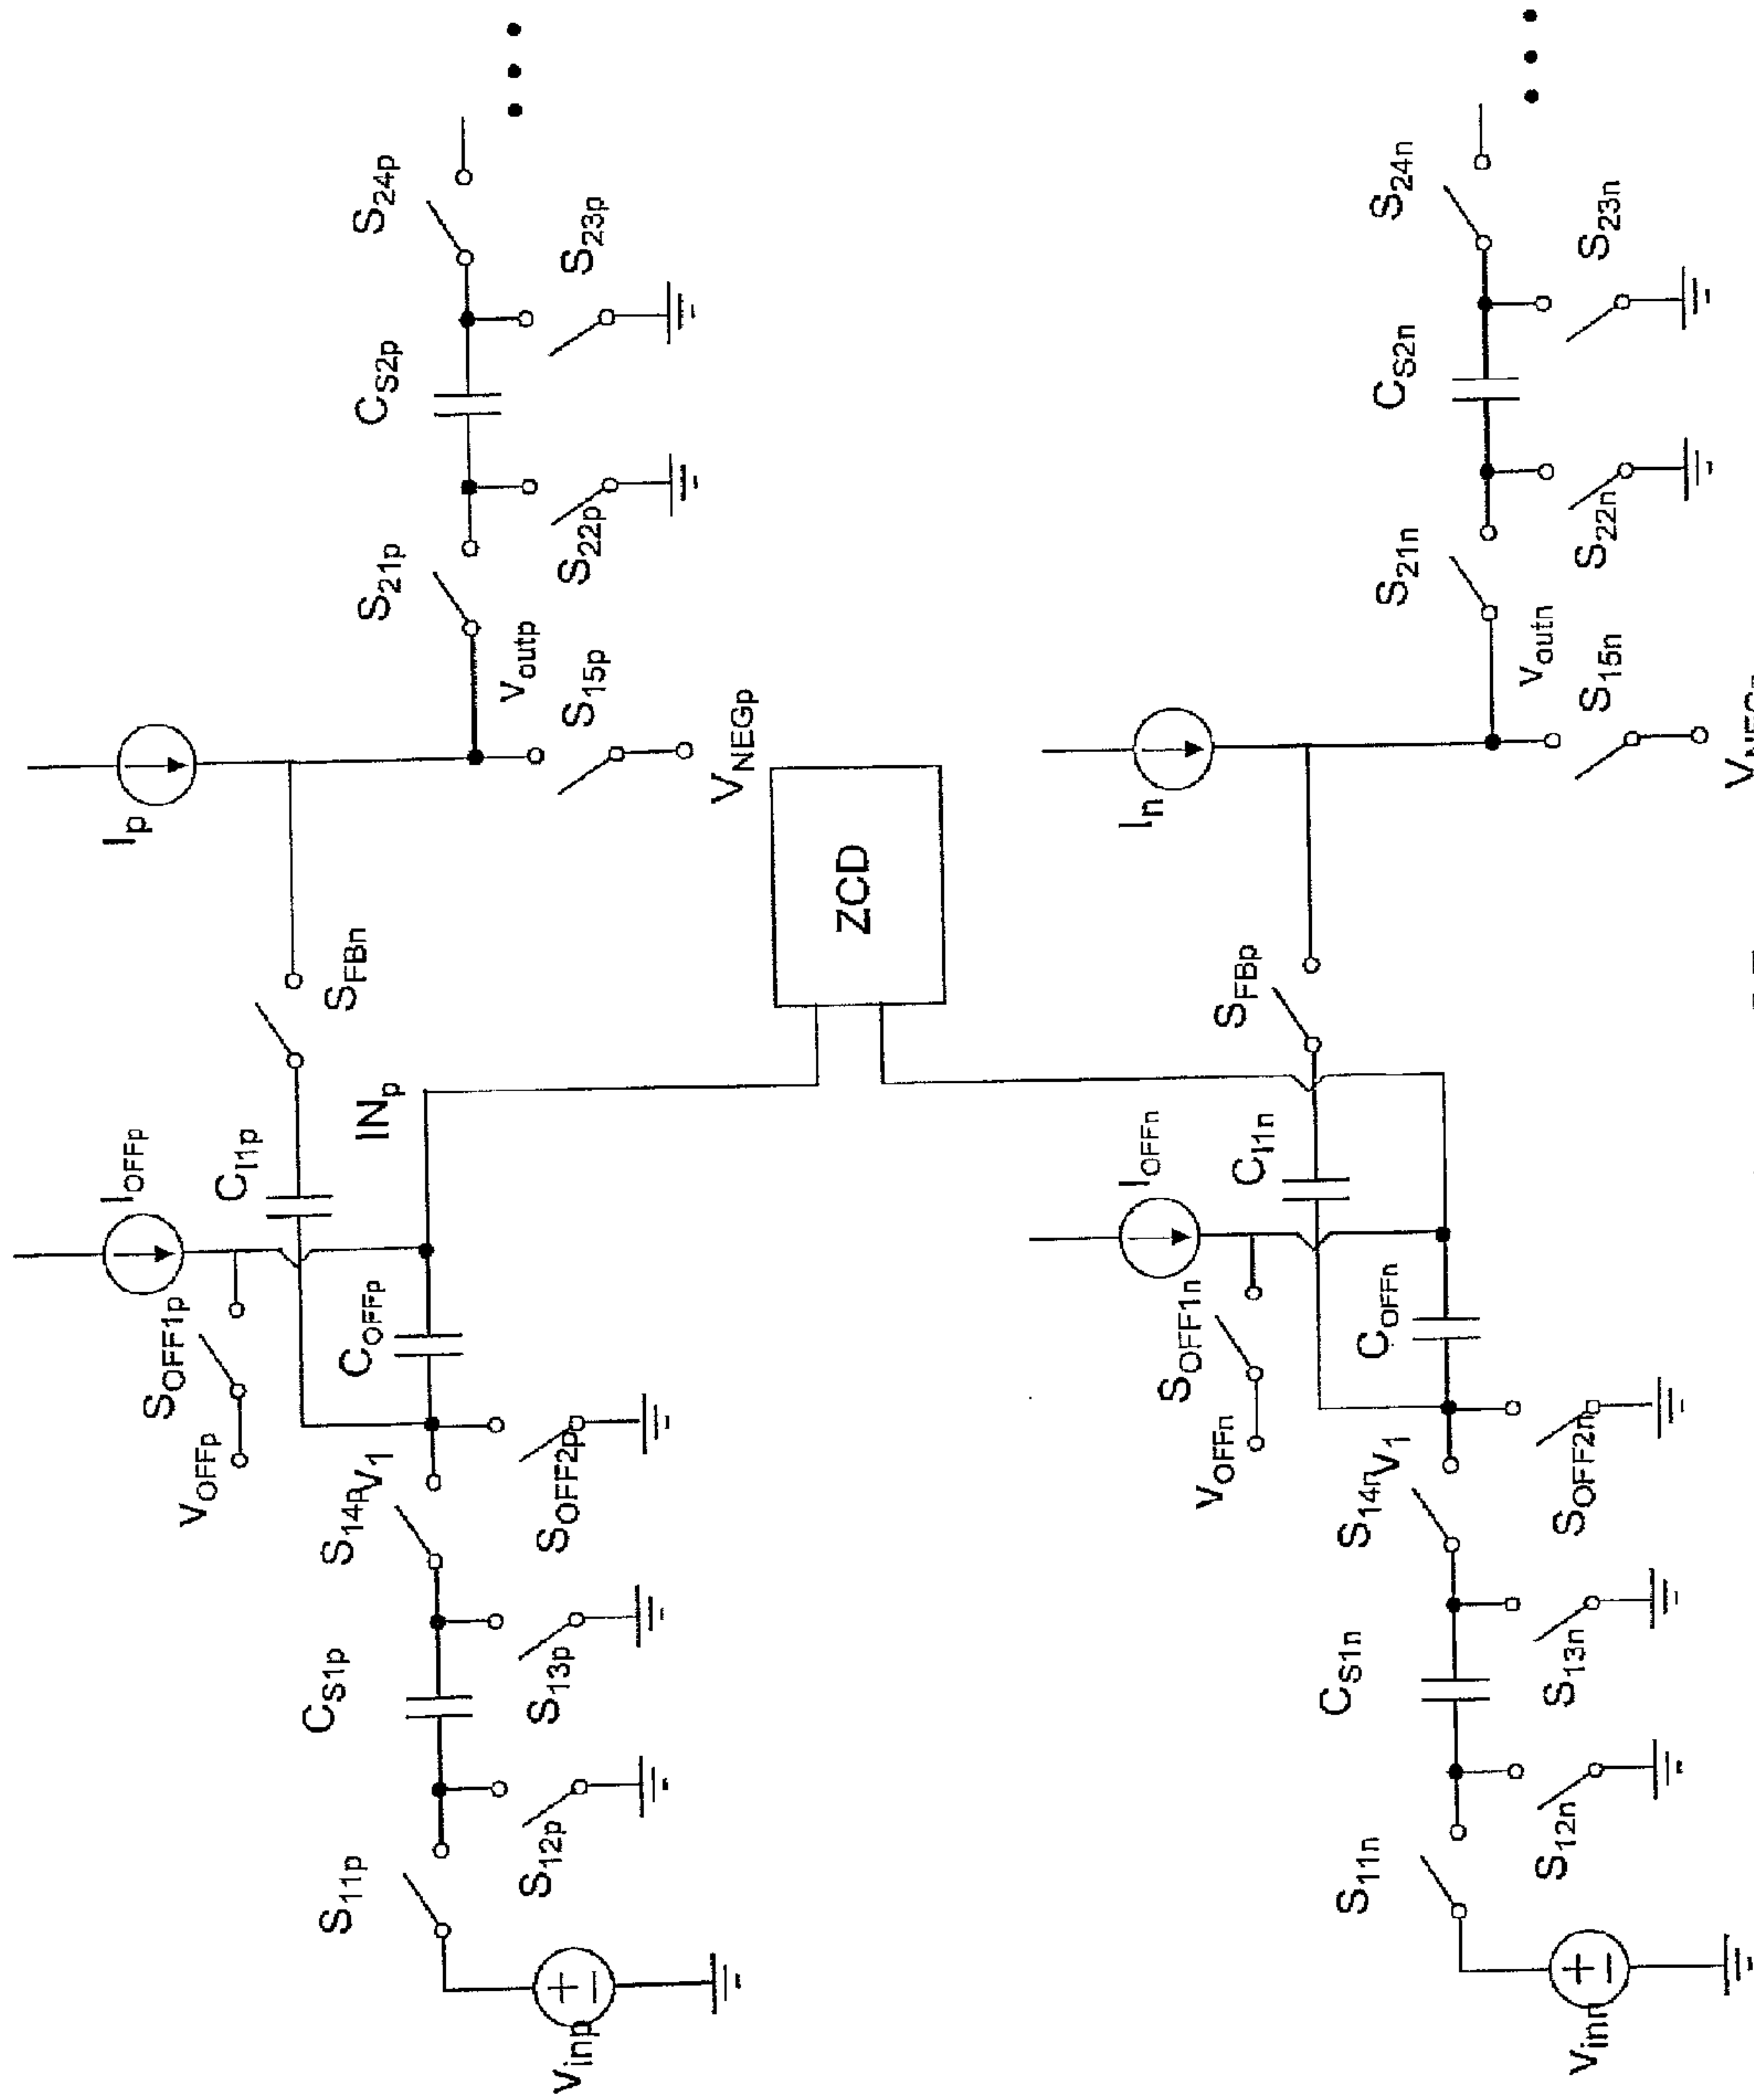 Vinp
S11p
S12p
CS1p
S13p
S14p
V1
SOFF2p
VOFFp
SOFF1p
COFFp
IOFFp
CI1p
INp
SFBn
Ip
VNEGp
S15p
Voutp
S21p
S22p
CS2p
S23p
S24p
ZCD
Vinn
S11n
S12n
CS1n
S13n
S14n
V1
SOFF2n
VOFFn
SOFF1n
COFFn
IOFFn
CI1n
SFBp
In
S15n
Voutn
S21n
S22n
CS2n
S23n
S24n